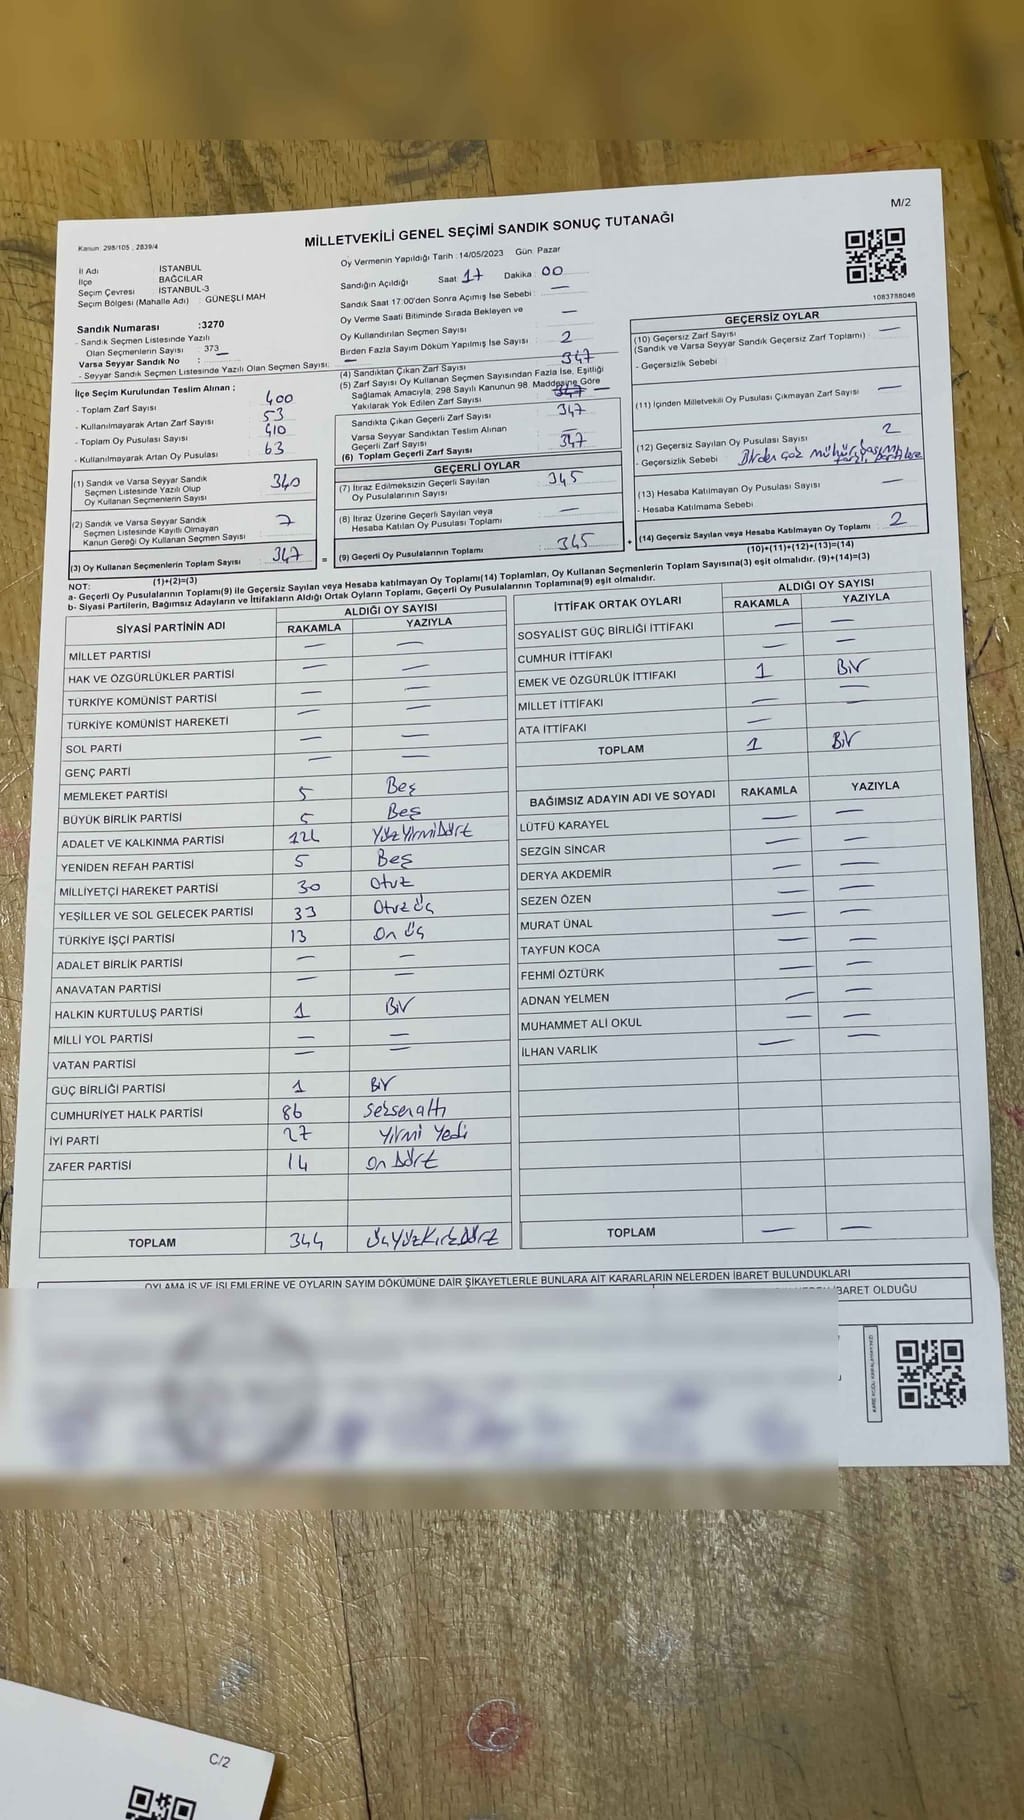 M/2
Kanun: 298/105 , 2839/4
MİLLETVEKİLİ GENEL SEÇİMİ SANDIK SONUÇ TUTANAĞI
İl Adı İSTANBUL
İlçe BAĞCILAR
Seçim Çevresi İSTANBUL-3
Seçim Bölgesi (Mahalle Adı) : GÜNEŞLİ MAH
Sandık Numarası :3270
- Sandık Seçmen Listesinde Yazılı
Olan Seçmenlerin Sayısı : 373
Varsa Seyyar Sandık No :
- Seyyar Sandık Seçmen Listesinde Yazılı Olan Seçmen Sayısı: —
İlçe Seçim Kurulundan Teslim Alınan ;
- Toplam Zarf Sayısı 400
- Kullanılmayarak Artan Zarf Sayısı 53
- Toplam Oy Pusulası Sayısı 410
- Kullanılmayarak Artan Oy Pusulası 63
(1) Sandık ve Varsa Seyyar Sandık
Seçmen Listesinde Yazılı Olup
Oy Kullanan Seçmenlerin Sayısı 340
(2) Sandık ve Varsa Seyyar Sandık
Seçmen Listesinde Kayıtlı Olmayan
Kanun Gereği Oy Kullanan Seçmen Sayısı 7
(3) Oy Kullanan Seçmenlerin Toplam Sayısı 347 =
(1)+(2)=(3)
Oy Vermenin Yapıldığı Tarih : 14/05/2023 Gün: Pazar
Sandığın Açıldığı Saat: 17 Dakika : 00
Sandık Saat 17:00'den Sonra Açımış İse Sebebi : —
Oy Verme Saati Bitiminde Sırada Bekleyen ve
Oy Kullandırılan Seçmen Sayısı —
Birden Fazla Sayım Döküm Yapılmış İse Sayısı : 2
(4) Sandıktan Çıkan Zarf Sayısı 347
(5) Zarf Sayısı Oy Kullanan Seçmen Sayısından Fazla İse, Eşitliği
Sağlamak Amacıyla, 298 Sayılı Kanunun 98. Maddesine Göre
Yakılarak Yok Edilen Zarf Sayısı 347 —
Sandıkta Çıkan Geçerli Zarf Sayısı 347
Varsa Seyyar Sandıktan Teslim Alınan
Geçerli Zarf Sayısı —
(6) Toplam Geçerli Zarf Sayısı 347
GEÇERLİ OYLAR
(7) İtiraz Edilmeksizin Geçerli Sayılan
Oy Pusulalarının Sayısı 345
(8) İtiraz Üzerine Geçerli Sayılan veya
Hesaba Katılan Oy Pusulası Toplamı —
(9) Geçerli Oy Pusulalarının Toplamı 345 +
1083788046
GEÇERSİZ OYLAR
(10) Geçersiz Zarf Sayısı
(Sandık ve Varsa Seyyar Sandık Geçersiz Zarf Toplamı) : —
- Geçersizlik Sebebi
(11) İçinden Milletvekili Oy Pusulası Çıkmayan Zarf Sayısı —
(12) Geçersiz Sayılan Oy Pusulası Sayısı 2
- Geçersizlik Sebebi
(13) Hesaba Katılmayan Oy Pusulası Sayısı —
- Hesaba Katılmama Sebebi
(14) Geçersiz Sayılan veya Hesaba Katılmayan Oy Toplamı : 2
(10)+(11)+(12)+(13)=(14)
NOT:
a- Geçerli Oy Pusulalarının Toplamı(9) ile Geçersiz Sayılan veya Hesaba katılmayan Oy Toplamı(14) Toplamları, Oy Kullanan Seçmenlerin Toplam Sayısına(3) eşit olmalıdır. (9)+(14)=(3)
b- Siyasi Partilerin, Bağımsız Adayların ve İttifakların Aldığı Ortak Oyların Toplamı, Geçerli Oy Pusulalarının Toplamına(9) eşit olmalıdır.
SİYASİ PARTİNİN ADI ALDIĞI OY SAYISI
RAKAMLA YAZIYLA
MİLLET PARTİSİ — —
HAK VE ÖZGÜRLÜKLER PARTİSİ — —
TÜRKİYE KOMÜNİST PARTİSİ — —
TÜRKİYE KOMÜNİST HAREKETİ — —
SOL PARTİ — —
GENÇ PARTİ — —
MEMLEKET PARTİSİ 5 Beş
BÜYÜK BİRLİK PARTİSİ 5 Beş
ADALET VE KALKINMA PARTİSİ 124 YüzYirmiDört
YENİDEN REFAH PARTİSİ 5 Beş
MİLLİYETÇİ HAREKET PARTİSİ 30 Otuz
YEŞİLLER VE SOL GELECEK PARTİSİ 33 Otuz Üç
TÜRKİYE İŞÇİ PARTİSİ 13 On Üç
ADALET BİRLİK PARTİSİ — —
ANAVATAN PARTİSİ — —
HALKIN KURTULUŞ PARTİSİ 1 Bir
MİLLİ YOL PARTİSİ — —
VATAN PARTİSİ — —
GÜÇ BİRLİĞİ PARTİSİ 1 Bir
CUMHURİYET HALK PARTİSİ 86 Seksenaltı
İYİ PARTİ 27 Yirmi Yedi
ZAFER PARTİSİ 14 On Dört
TOPLAM 344 ÜçYüzKırkDört
İTTİFAK ORTAK OYLARI ALDIĞI OY SAYISI
RAKAMLA YAZIYLA
SOSYALİST GÜÇ BİRLİĞİ İTTİFAKI — —
CUMHUR İTTİFAKI — —
EMEK VE ÖZGÜRLÜK İTTİFAKI 1 Bir
MİLLET İTTİFAKI — —
ATA İTTİFAKI — —
TOPLAM 1 Bir
BAĞIMSIZ ADAYIN ADI VE SOYADI RAKAMLA YAZIYLA
LÜTFÜ KARAYEL — —
SEZGİN SİNCAR — —
DERYA AKDEMİR — —
SEZEN ÖZEN — —
MURAT ÜNAL — —
TAYFUN KOCA — —
FEHMİ ÖZTÜRK — —
ADNAN YELMEN — —
MUHAMMET ALİ OKUL — —
İLHAN VARLIK — —
TOPLAM — —
OYLAMA İŞ VE İŞLEMLERİNE VE OYLARIN SAYIM DÖKÜMÜNE DAİR ŞİKAYETLERLE BUNLARA AİT KARARLARIN NELERDEN İBARET BULUNDUKLARI
İBARET OLDUĞU
C/2